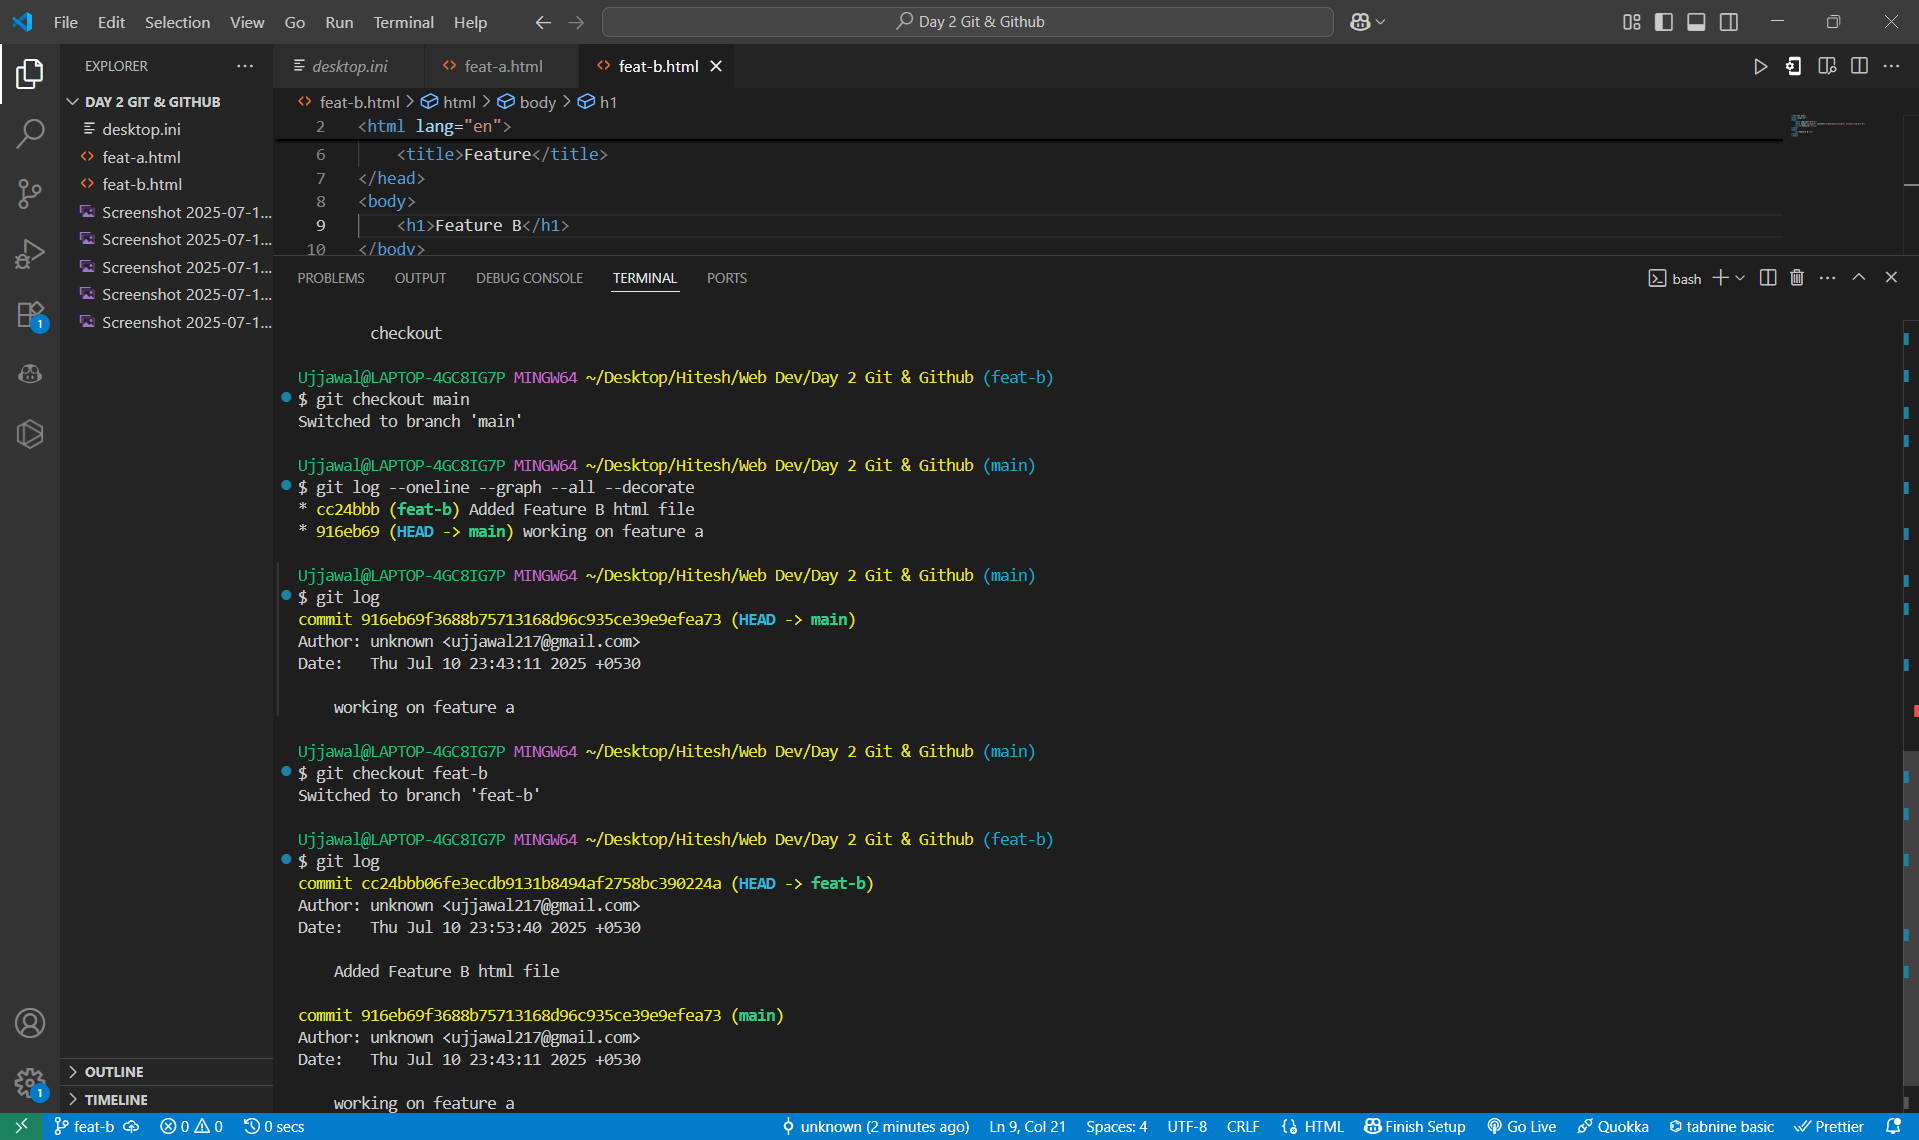 File Edit Selection View Go Run Terminal Help
Day 2 Git & Github
EXPLORER
DAY 2 GIT & GITHUB
desktop.ini
feat-a.html
feat-b.html
Screenshot 2025-07-1...
Screenshot 2025-07-1...
Screenshot 2025-07-1...
Screenshot 2025-07-1...
Screenshot 2025-07-1...
OUTLINE
TIMELINE
1
1
desktop.ini feat-a.html feat-b.html
feat-b.html > html > body > h1
2 <html lang="en">
6 <title>Feature</title>
7 </head>
8 <body>
9 <h1>Feature B</h1>
10 </body>
PROBLEMS OUTPUT DEBUG CONSOLE TERMINAL PORTS
bash
checkout
Ujjawal@LAPTOP-4GC8IG7P MINGW64 ~/Desktop/Hitesh/Web Dev/Day 2 Git & Github (feat-b)
$ git checkout main
Switched to branch 'main'
Ujjawal@LAPTOP-4GC8IG7P MINGW64 ~/Desktop/Hitesh/Web Dev/Day 2 Git & Github (main)
$ git log --oneline --graph --all --decorate
* cc24bbb (feat-b) Added Feature B html file
* 916eb69 (HEAD -> main) working on feature a
Ujjawal@LAPTOP-4GC8IG7P MINGW64 ~/Desktop/Hitesh/Web Dev/Day 2 Git & Github (main)
$ git log
commit 916eb69f3688b75713168d96c935ce39e9efea73 (HEAD -> main)
Author: unknown <ujjawal217@gmail.com>
Date:   Thu Jul 10 23:43:11 2025 +0530
working on feature a
Ujjawal@LAPTOP-4GC8IG7P MINGW64 ~/Desktop/Hitesh/Web Dev/Day 2 Git & Github (main)
$ git checkout feat-b
Switched to branch 'feat-b'
Ujjawal@LAPTOP-4GC8IG7P MINGW64 ~/Desktop/Hitesh/Web Dev/Day 2 Git & Github (feat-b)
$ git log
commit cc24bbb06fe3ecdb9131b8494af2758bc390224a (HEAD -> feat-b)
Author: unknown <ujjawal217@gmail.com>
Date:   Thu Jul 10 23:53:40 2025 +0530
Added Feature B html file
commit 916eb69f3688b75713168d96c935ce39e9efea73 (main)
Author: unknown <ujjawal217@gmail.com>
Date:   Thu Jul 10 23:43:11 2025 +0530
working on feature a
feat-b 0 0 0 secs unknown (2 minutes ago) Ln 9, Col 21 Spaces: 4 UTF-8 CRLF HTML Finish Setup Go Live Quokka tabnine basic Prettier